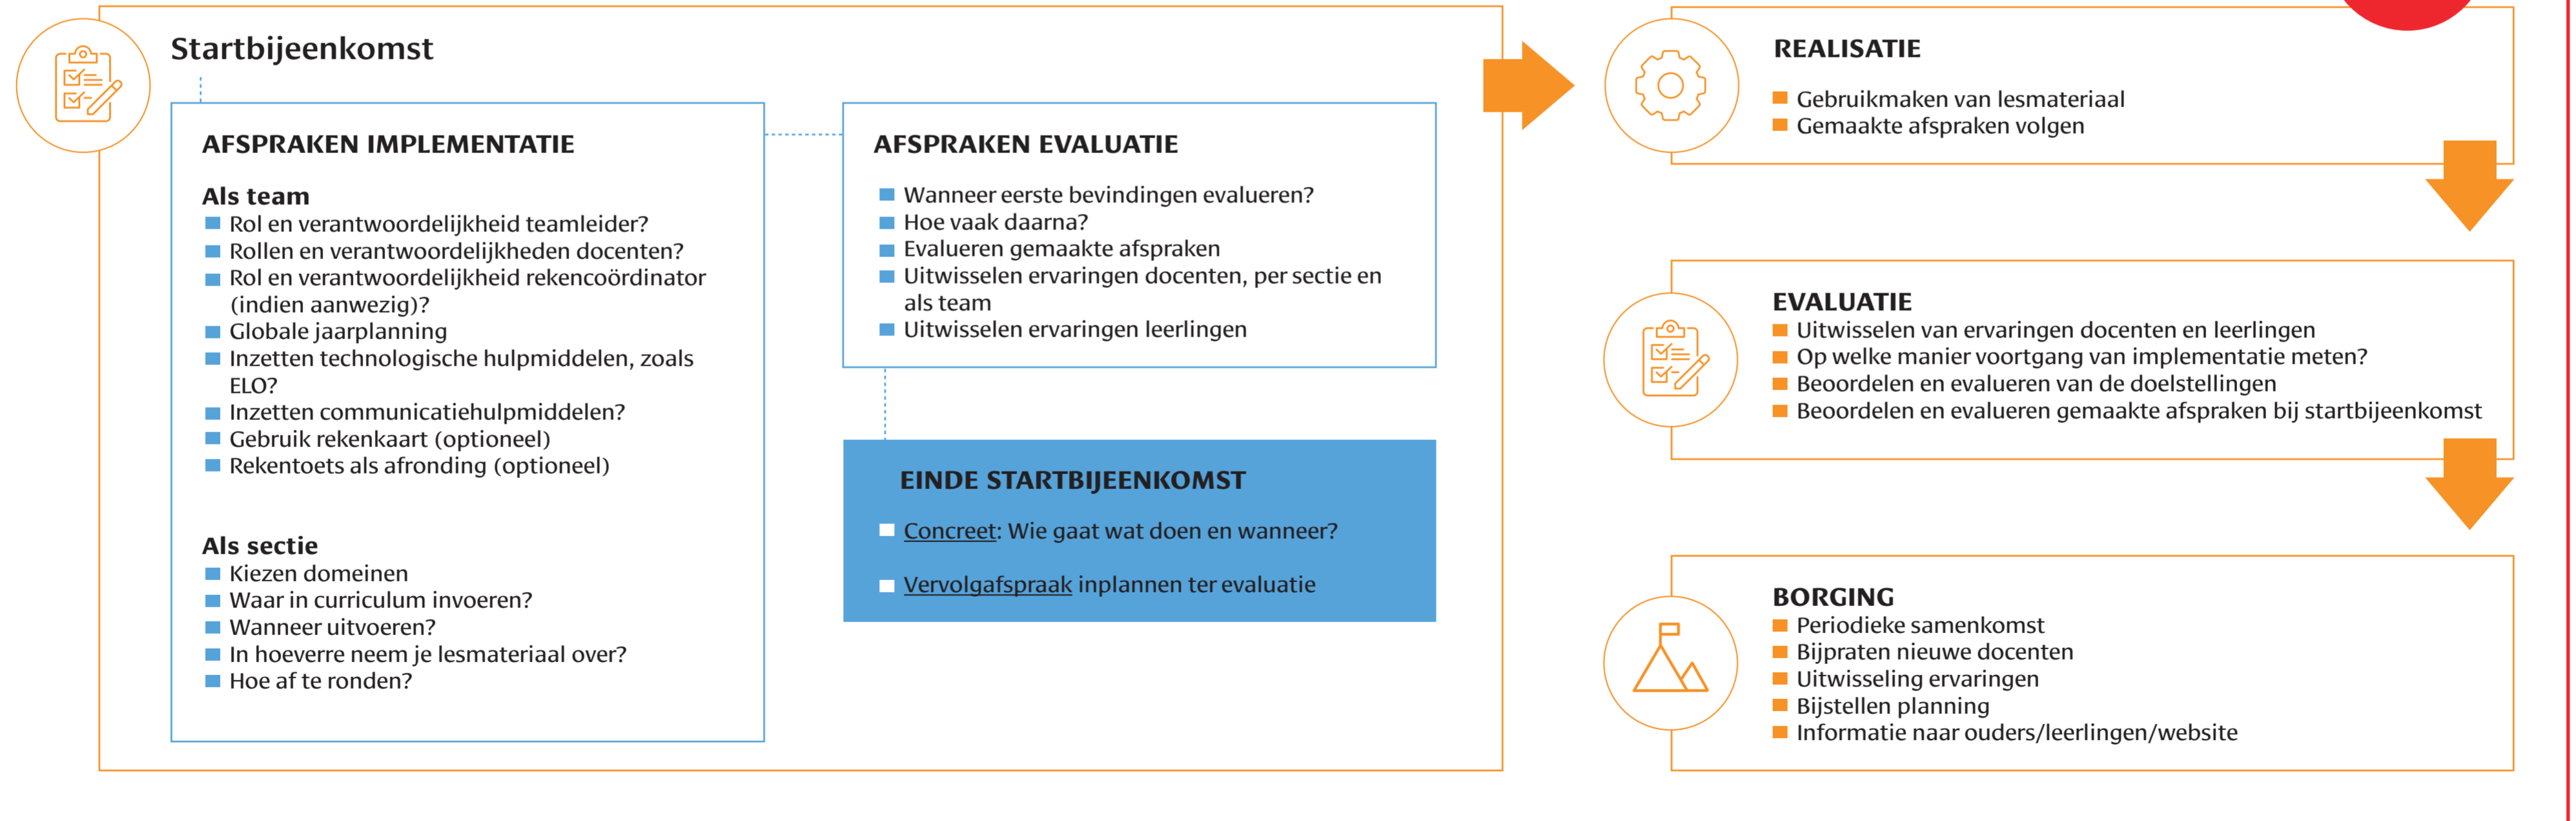 Startbijeenkomst
AFSPRAKEN IMPLEMENTATIE
Als team
Rol en verantwoordelijkheid teamleider?
Rollen en verantwoordelijkheden docenten?
Rol en verantwoordelijkheid rekencoördinator
(indien aanwezig)?
Globale jaarplanning
Inzetten technologische hulpmiddelen, zoals
ELO?
Inzetten communicatiehulpmiddelen?
Gebruik rekenkaart (optioneel)
Rekentoets als afronding (optioneel)
Als sectie
Kiezen domeinen
Waar in curriculum invoeren?
Wanneer uitvoeren?
In hoeverre neem je lesmateriaal over?
Hoe af te ronden?
AFSPRAKEN EVALUATIE
Wanneer eerste bevindingen evalueren?
Hoe vaak daarna?
Evalueren gemaakte afspraken
Uitwisselen ervaringen docenten, per sectie en
als team
Uitwisselen ervaringen leerlingen
EINDE STARTBIJEENKOMST
Concreet: Wie gaat wat doen en wanneer?
Vervolgafspraak inplannen ter evaluatie
REALISATIE
Gebruikmaken van lesmateriaal
Gemaakte afspraken volgen
EVALUATIE
Uitwisselen van ervaringen docenten en leerlingen
Op welke manier voortgang van implementatie meten?
Beoordelen en evalueren van de doelstellingen
Beoordelen en evalueren gemaakte afspraken bij startbijeenkomst
BORGING
Periodieke samenkomst
Bijpraten nieuwe docenten
Uitwisseling ervaringen
Bijstellen planning
Informatie naar ouders/leerlingen/website